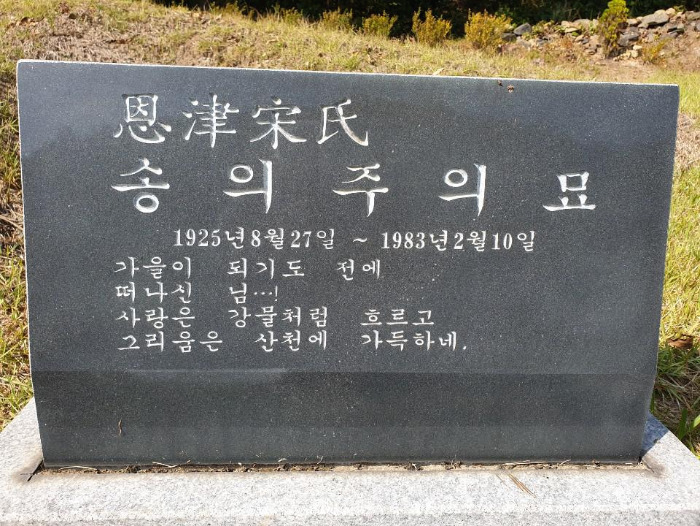 恩津宋氏
송의주의 묘
1925년8월27일 ~ 1983년2월10일
가을이 되기도 전에
떠나신 님…!
사랑은 강물처럼 흐르고
그리움은 산천에 가득하네.